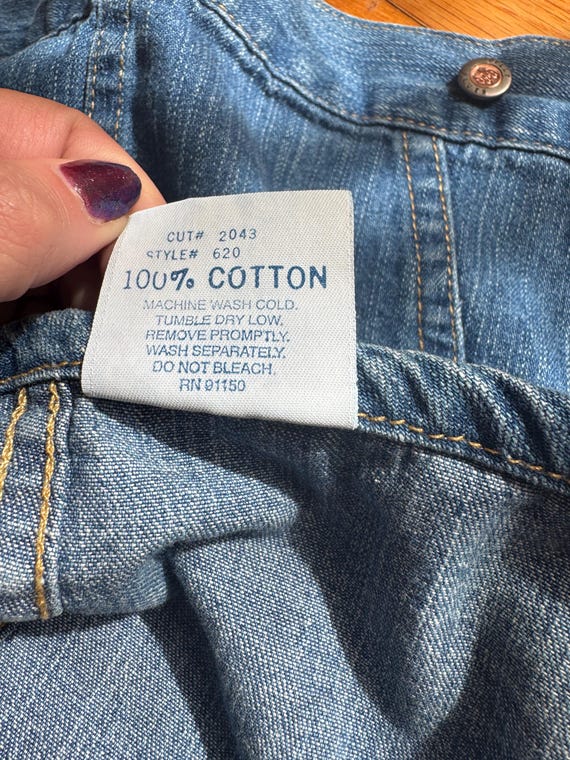 CUT# 2043
STYLE# 620
100% COTTON
MACHINE WASH COLD.
TUMBLE DRY LOW,
REMOVE PROMPTLY.
WASH SEPARATELY.
DO NOT BLEACH.
RN 91150